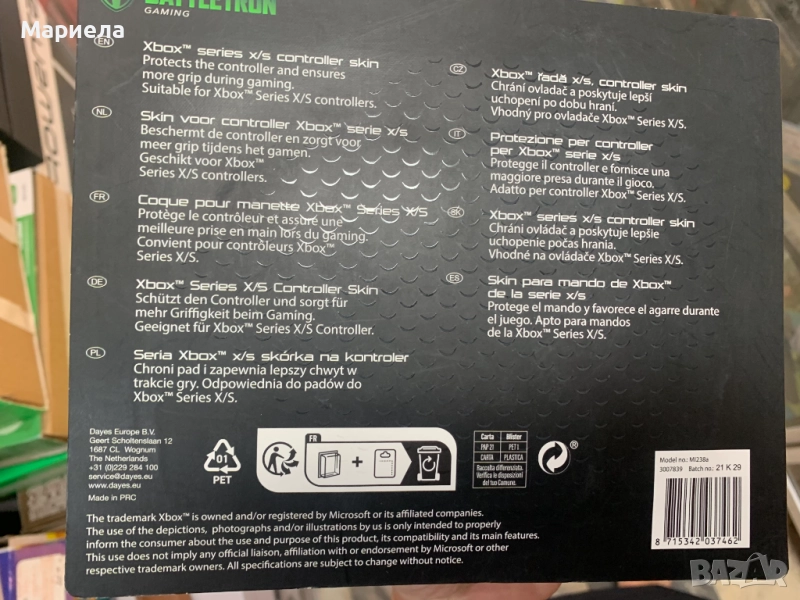 Мариела
BATTLETRON
GAMING
EN
Xbox™ series x/s controller skin
Protects the controller and ensures
more grip during gaming.
Suitable for Xbox™ Series X/S controllers.
NL
Skin voor controller Xbox™ serie x/s
Beschermt de controller en zorgt voor
meer grip tijdens het gamen.
Geschikt voor Xbox™
Series X/S controllers.
FR
Coque pour manette Xbox™ Series X/S
Protège le contrôleur et assure une
meilleure prise en main lors du gaming.
Convient pour contrôleurs Xbox™
Series X/S.
DE
Xbox™ Series X/S Controller Skin
Schützt den Controller und sorgt für
mehr Griffigkeit beim Gaming.
Geeignet für Xbox™ Series X/S Controller.
PL
Seria Xbox™ x/s skórka na kontroler
Chroni pad i zapewnia lepszy chwyt w
trakcie gry. Odpowiednia do padów do
Xbox™ Series X/S.
CZ
Xbox™ řadă x/s, controller skin
Chrání ovladač a poskytuje lepší
uchopení po dobu hraní.
Vhodný pro ovladače Xbox™ Series X/S.
IT
Protezione per controller
per Xbox™ serie x/s
Protegge il controller e fornisce una
maggiore presa durante il gioco.
Adatto per controller Xbox™ Series X/S.
SK
Xbox™ series x/s controller skin
Chráni ovládač a poskytuje lepšie
uchopenie počas hrania.
Vhodné na ovládače Xbox™ Series X/S.
ES
Skin para mando de Xbox™
de la serie x/s
Protege el mando y favorece el agarre durante
el juego. Apto para mandos
de la Xbox™ Series X/S.
Dayes Europe B.V.
Geert Scholtenslaan 12
1687 CL Wognum
The Netherlands
+31 (0)229 284 100
service@dayes.eu
www.dayes.eu
Made in PRC
01
PET
FR
+
Carta Blister
PAP 21 PET 1
CARTA PLASTICA
Raccolta differenziata.
Verifica le disposizioni
del tuo Comune.
®
Model no.: MI238a
3007839 Batch no.: 21 K 29
8 715342 037462
The trademark Xbox™ is owned and/or registered by Microsoft or its affiliated companies.
The use of the depictions, photographs and/or illustrations by us is only intended to properly
inform the consumer about the use and purpose of this product, its compatibility and its main features.
This use does not imply any official liaison, affiliation with or endorsement by Microsoft or other
respective trademark owners. All specifications are subject to change without notice.
BAZAR